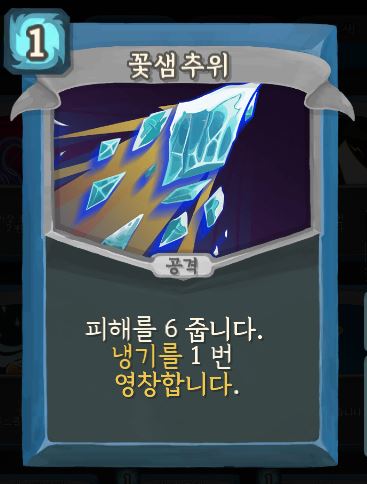 1
꽃샘추위
공격
피해를 6 줍니다.
냉기를 1 번
영창합니다.